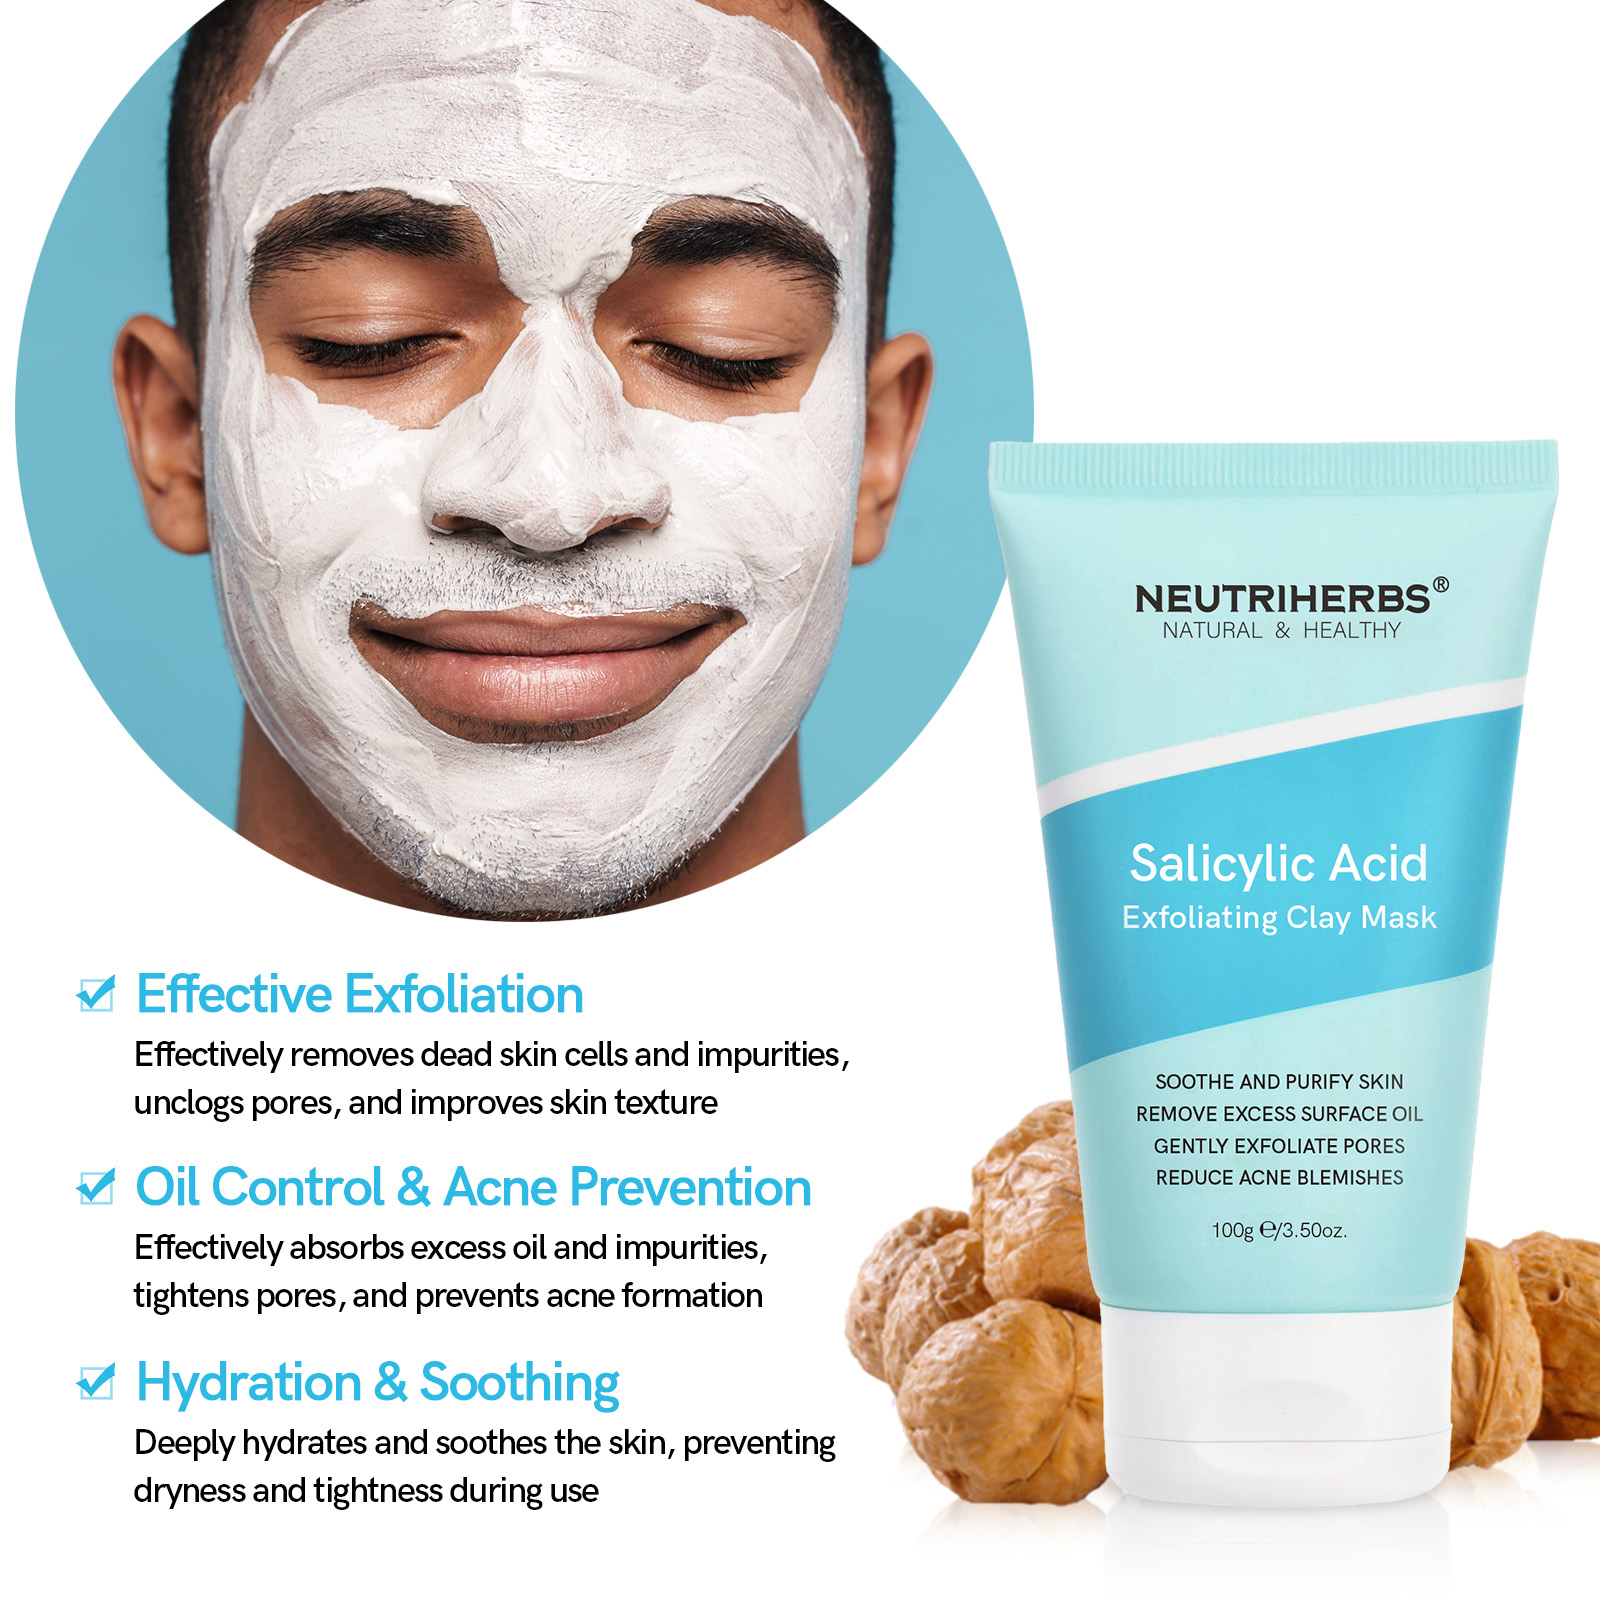 Effective Exfoliation
Effectively removes dead skin cells and impurities,
unclogs pores, and improves skin texture
Oil Control & Acne Prevention
Effectively absorbs excess oil and impurities,
tightens pores, and prevents acne formation
Hydration & Soothing
Deeply hydrates and soothes the skin, preventing
dryness and tightness during use
NEUTRIHERBS®
NATURAL & HEALTHY
Salicylic Acid
Exfoliating Clay Mask
SOOTHE AND PURIFY SKIN
REMOVE EXCESS SURFACE OIL
GENTLY EXFOLIATE PORES
REDUCE ACNE BLEMISHES
100g ℮/3.50oz.